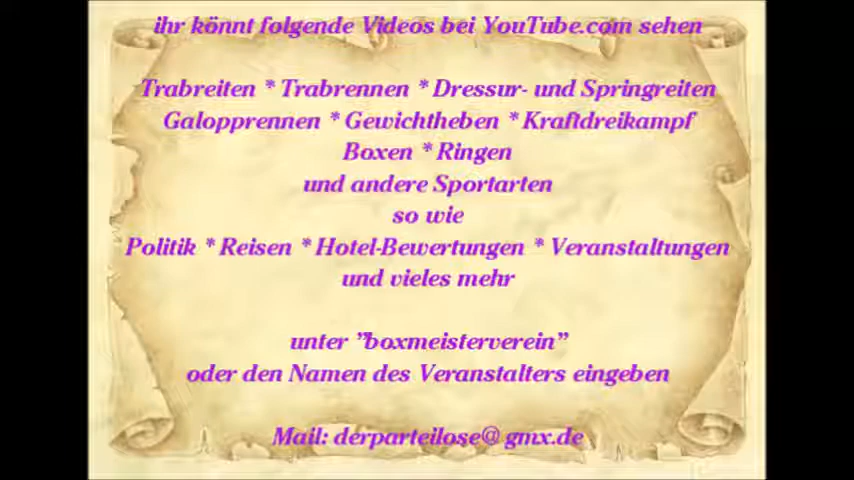 ihr könnt folgende Videos bei YouTube.com sehen
Trabreiten * Trabrennen * Dressur- und Springreiten
Galopprennen * Gewichtheben * Kraftdreikampf
Boxen * Ringen
und andere Sportarten
so wie
Politik * Reisen * Hotel-Bewertungen * Veranstaltungen
und vieles mehr
unter "boxmeisterverein"
oder den Namen des Veranstalters eingeben
Mail: derparteilose@gmx.de